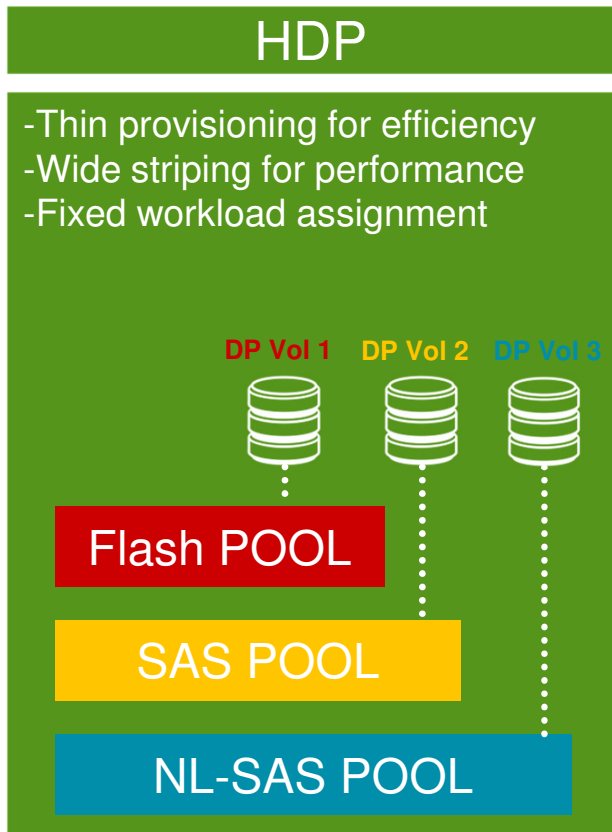 HDP
-Thin provisioning for efficiency
-Wide striping for performance
-Fixed workload assignment
DP Vol 1 DP Vol 2 DP Vol 3
Flash POOL
SAS POOL
NL-SAS POOL